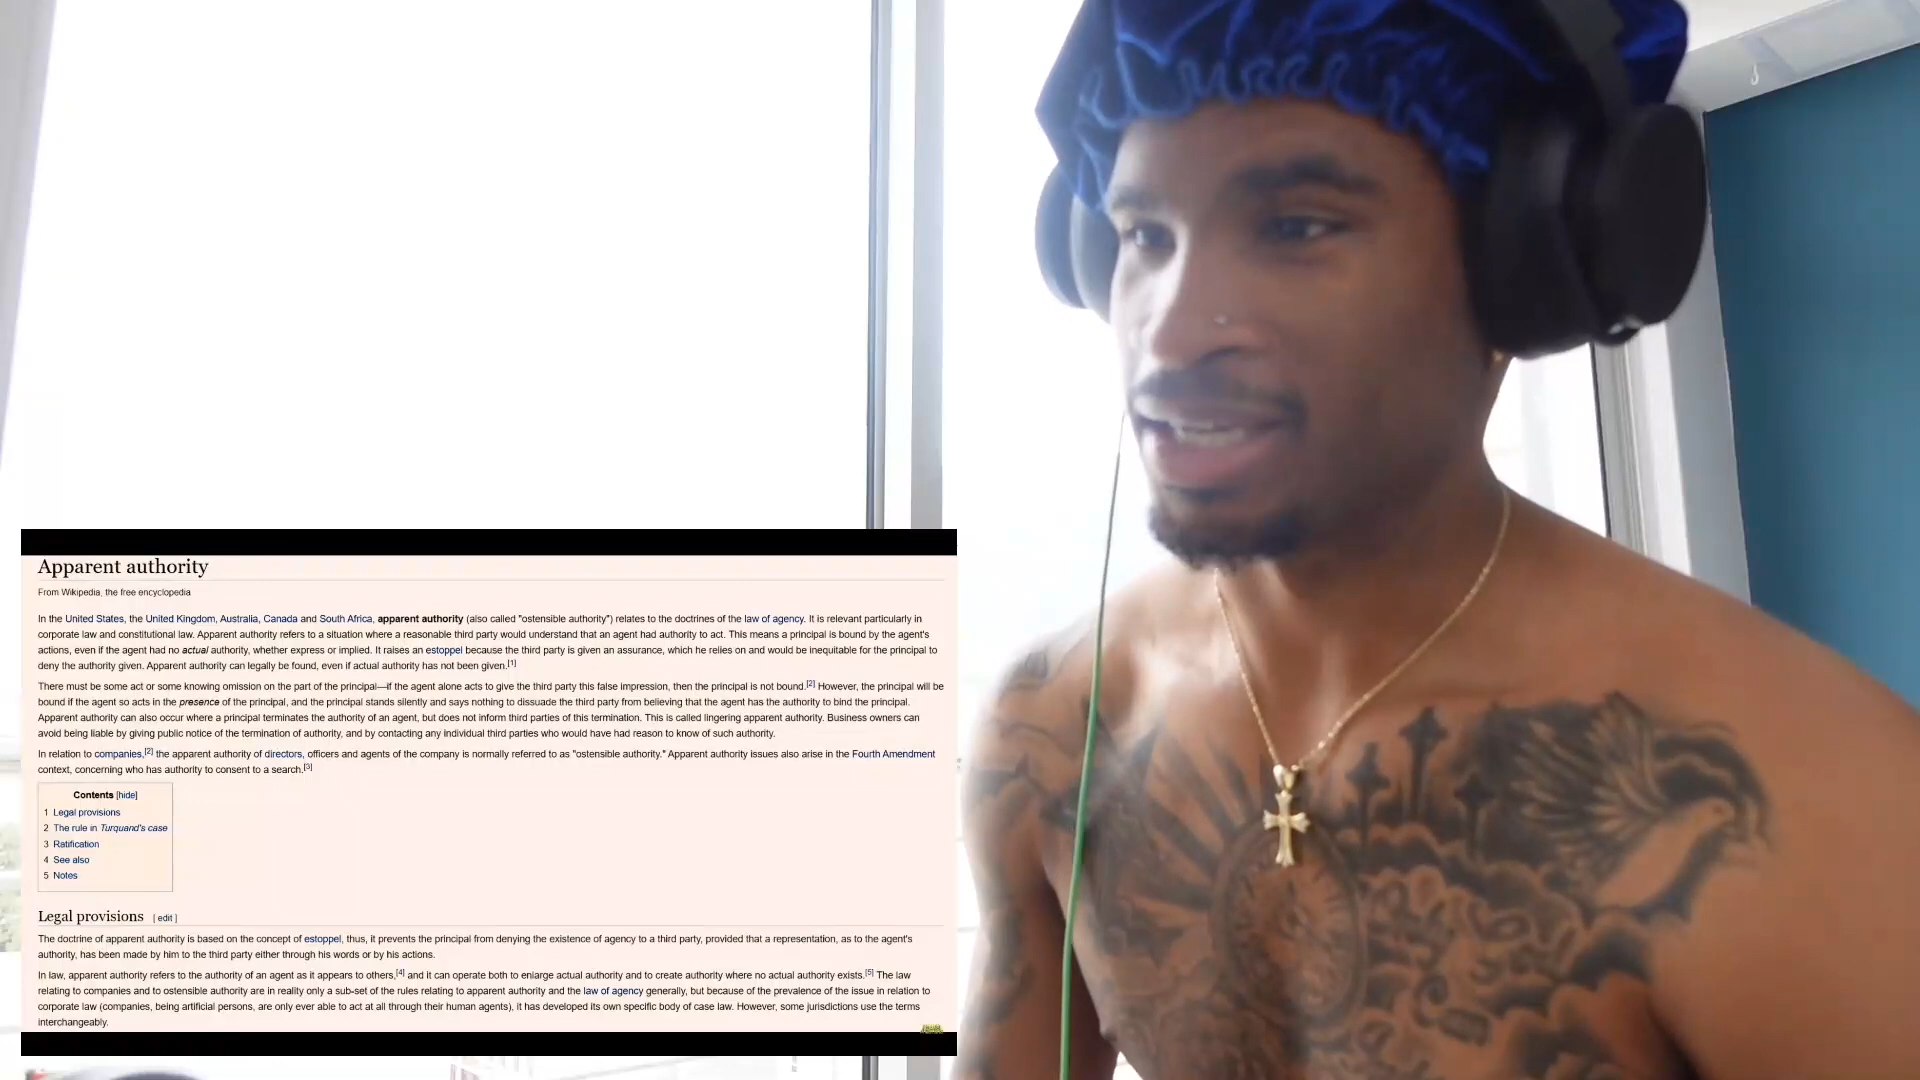 Apparent authority
From Wikipedia, the free encyclopedia
In the United States, the United Kingdom, Australia, Canada and South Africa, apparent authority (also called "ostensible authority") relates to the doctrines of the law of agency. It is relevant particularly in
corporate law and constitutional law. Apparent authority refers to a situation where a reasonable third party would understand that an agent had authority to act. This means a principal is bound by the agent's
actions, even if the agent had no actual authority, whether express or implied. It raises an estoppel because the third party is given an assurance, which he relies on and would be inequitable for the principal to
deny the authority given. Apparent authority can legally be found, even if actual authority has not been given.[1]
There must be some act or some knowing omission on the part of the principal—if the agent alone acts to give the third party this false impression, then the principal is not bound.[2] However, the principal will be
bound if the agent so acts in the presence of the principal, and the principal stands silently and says nothing to dissuade the third party from believing that the agent has the authority to bind the principal.
Apparent authority can also occur where a principal terminates the authority of an agent, but does not inform third parties of this termination. This is called lingering apparent authority. Business owners can
avoid being liable by giving public notice of the termination of authority, and by contacting any individual third parties who would have had reason to know of such authority.
In relation to companies,[2] the apparent authority of directors, officers and agents of the company is normally referred to as "ostensible authority." Apparent authority issues also arise in the Fourth Amendment
context, concerning who has authority to consent to a search.[3]
Contents [hide]
1 Legal provisions
2 The rule in Turquand's case
3 Ratification
4 See also
5 Notes
Legal provisions [ edit ]
The doctrine of apparent authority is based on the concept of estoppel, thus, it prevents the principal from denying the existence of agency to a third party, provided that a representation, as to the agent's
authority, has been made by him to the third party either through his words or by his actions.
In law, apparent authority refers to the authority of an agent as it appears to others,[4] and it can operate both to enlarge actual authority and to create authority where no actual authority exists.[5] The law
relating to companies and to ostensible authority are in reality only a sub-set of the rules relating to apparent authority and the law of agency generally, but because of the prevalence of the issue in relation to
corporate law (companies, being artificial persons, are only ever able to act at all through their human agents), it has developed its own specific body of case law. However, some jurisdictions use the terms
interchangeably.